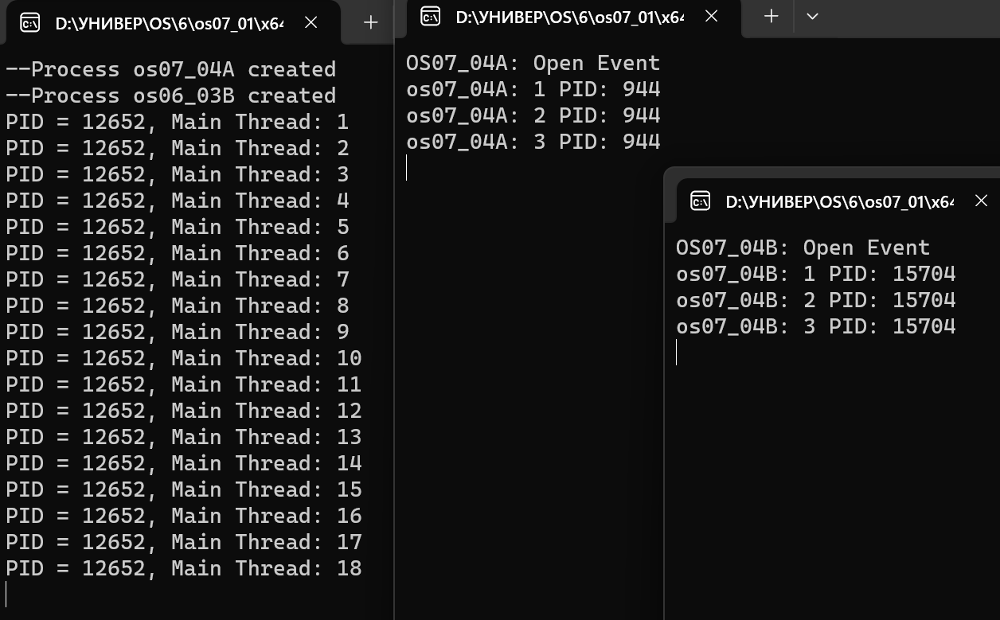 D:\УНИВЕР\OS\6\os07_01\x64
--Process os07_04A created
--Process os06_03B created
PID = 12652, Main Thread: 1
PID = 12652, Main Thread: 2
PID = 12652, Main Thread: 3
PID = 12652, Main Thread: 4
PID = 12652, Main Thread: 5
PID = 12652, Main Thread: 6
PID = 12652, Main Thread: 7
PID = 12652, Main Thread: 8
PID = 12652, Main Thread: 9
PID = 12652, Main Thread: 10
PID = 12652, Main Thread: 11
PID = 12652, Main Thread: 12
PID = 12652, Main Thread: 13
PID = 12652, Main Thread: 14
PID = 12652, Main Thread: 15
PID = 12652, Main Thread: 16
PID = 12652, Main Thread: 17
PID = 12652, Main Thread: 18
D:\УНИВЕР\OS\6\os07_01\x64
OS07_04A: Open Event
os07_04A: 1 PID: 944
os07_04A: 2 PID: 944
os07_04A: 3 PID: 944
D:\УНИВЕР\OS\6\os07_01\x64
OS07_04B: Open Event
os07_04B: 1 PID: 15704
os07_04B: 2 PID: 15704
os07_04B: 3 PID: 15704